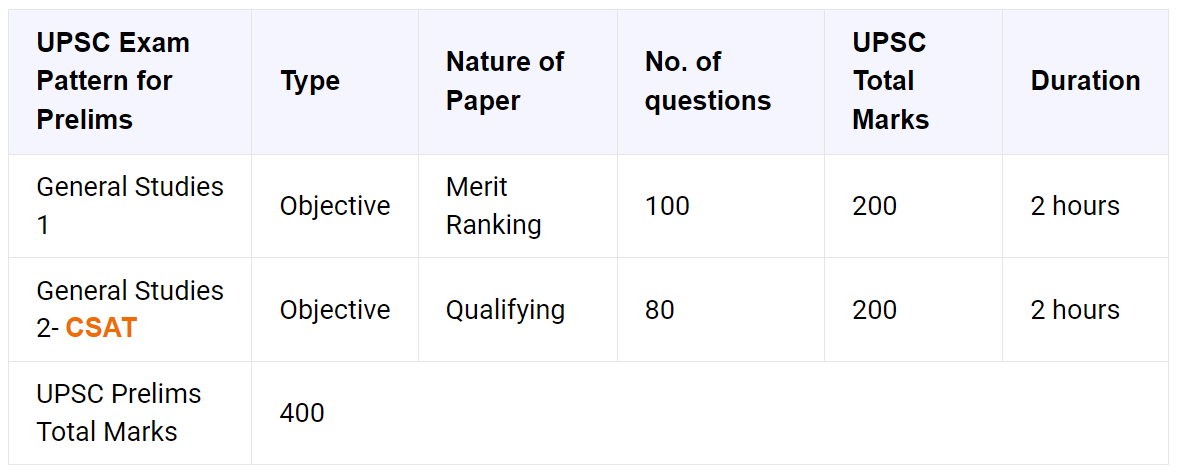 UPSC Exam
Pattern for
Prelims
Type
Nature of
Paper
No. of
questions
UPSC
Total
Marks
Duration
General Studies
1
Objective
Merit
Ranking
100
200
2 hours
General Studies
2- CSAT
Objective
Qualifying
80
200
2 hours
UPSC Prelims
Total Marks
400